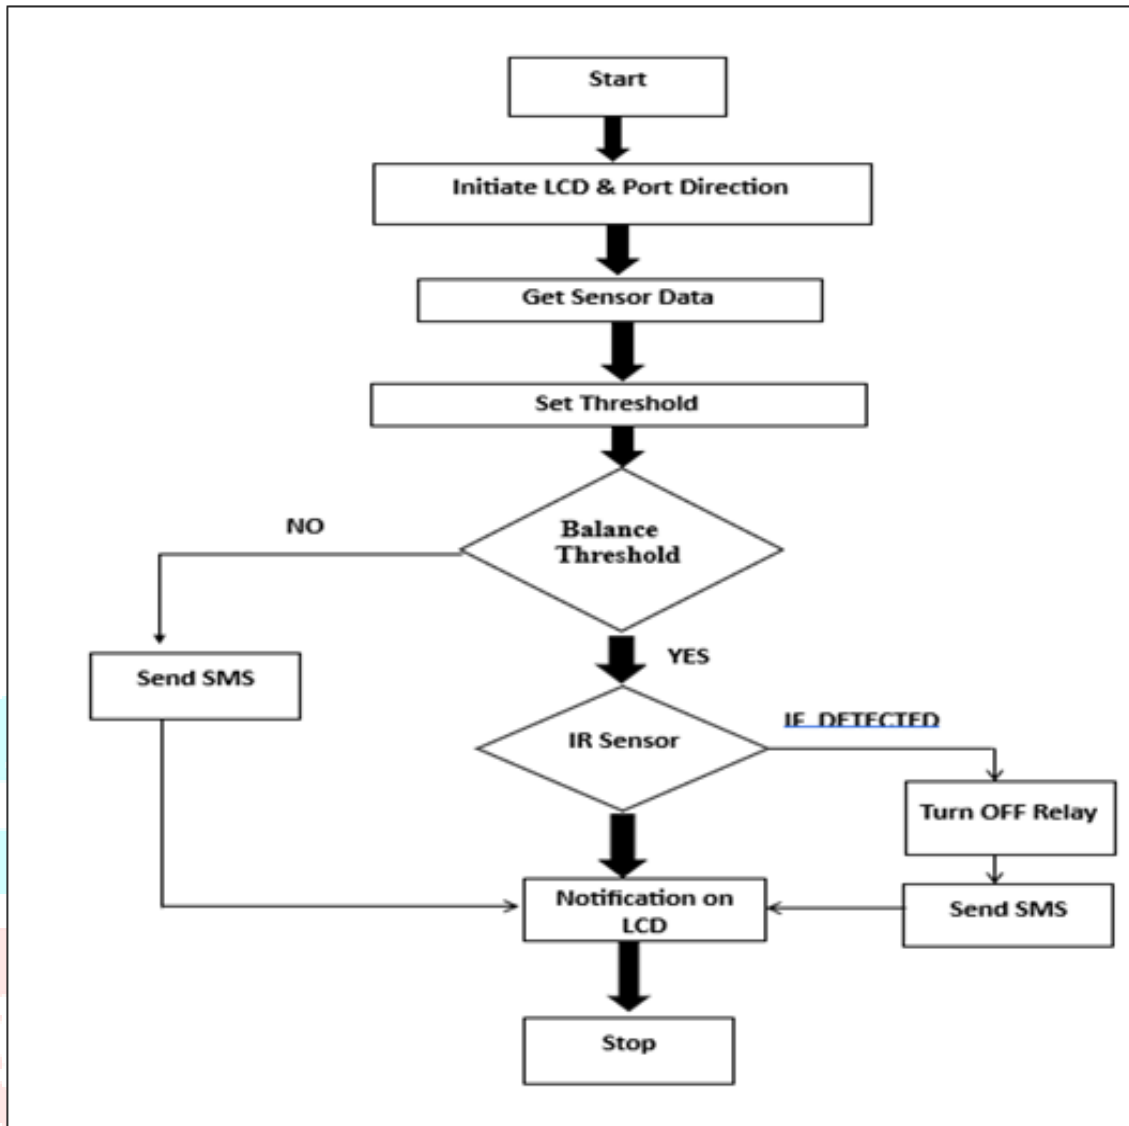 Start
Initiate LCD & Port Direction
Get Sensor Data
Set Threshold
Balance
Threshold
NO
YES
Send SMS
IR Sensor
IF DETECTED
Turn OFF Relay
Notification on
LCD
Send SMS
Stop